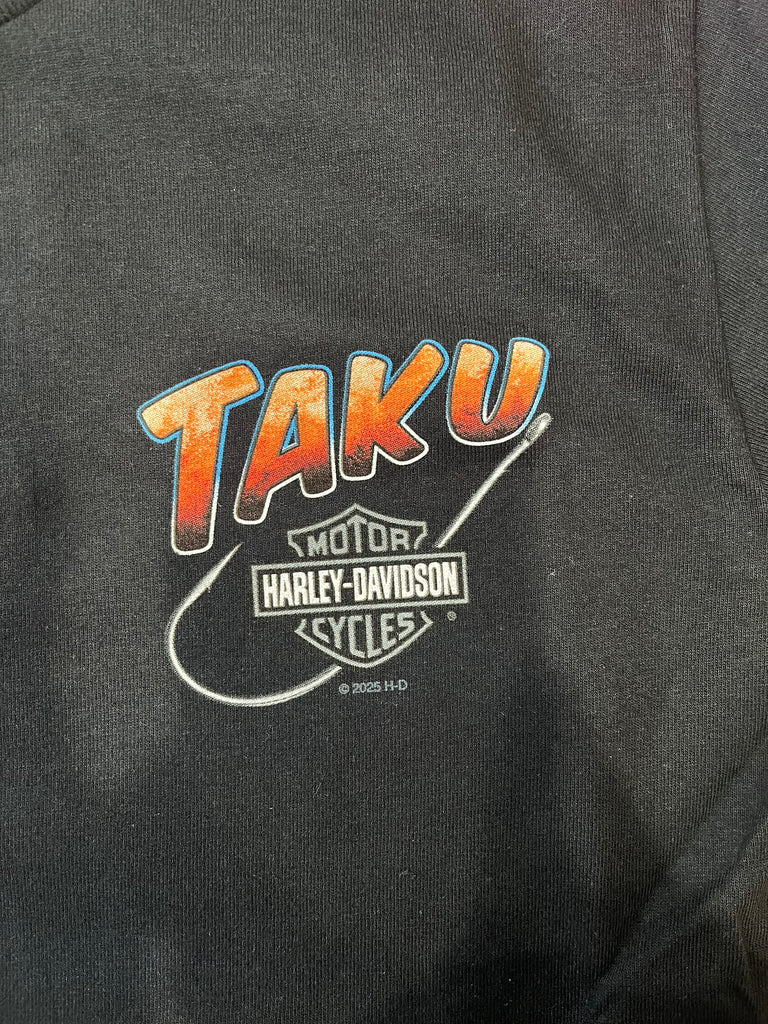 TAKU
MOTOR
HARLEY-DAVIDSON
CYCLES®
© 2025 H-D